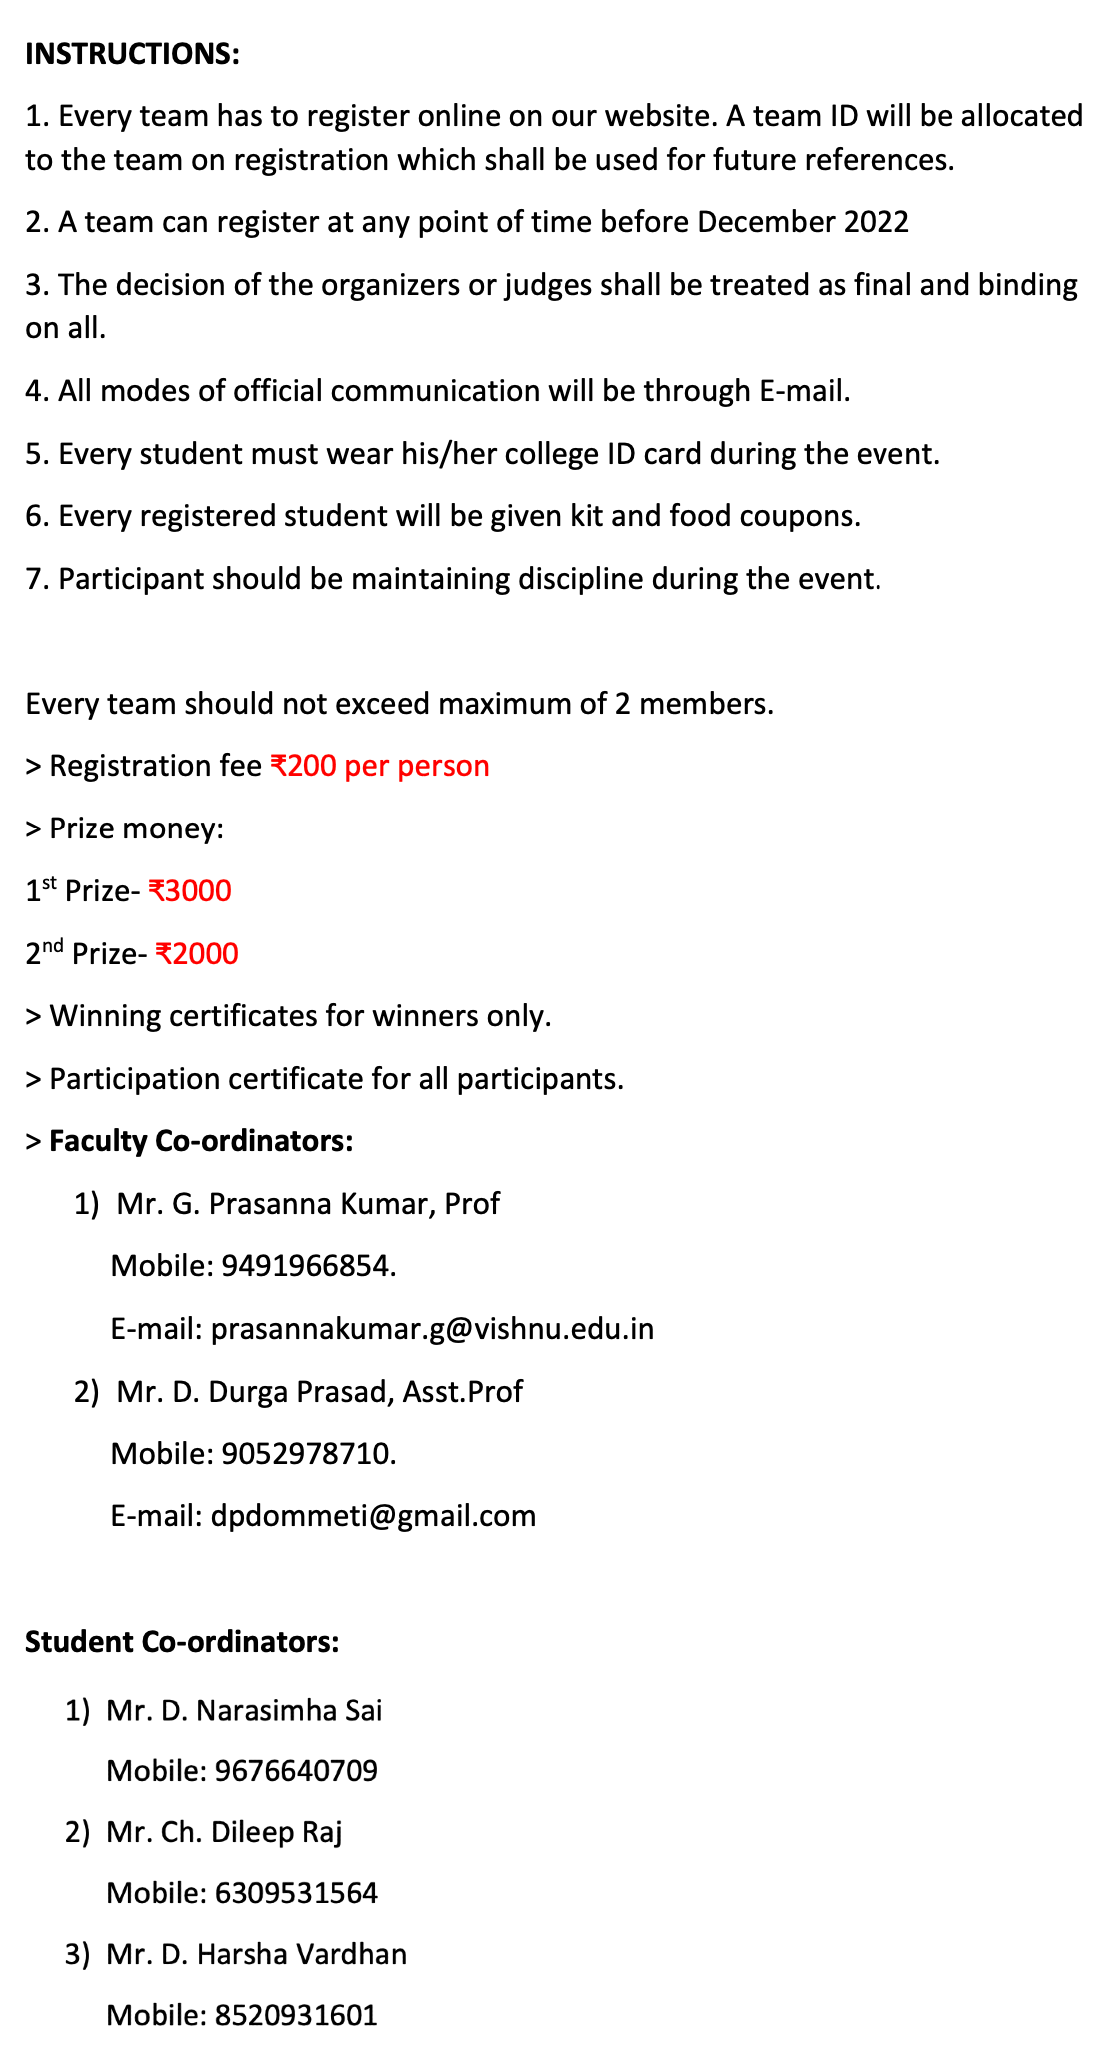 INSTRUCTIONS:
1. Every team has to register online on our website. A team ID will be allocated
to the team on registration which shall be used for future references.
2. A team can register at any point of time before December 2022
3. The decision of the organizers or judges shall be treated as final and binding
on all.
4. All modes of official communication will be through E-mail.
5. Every student must wear his/her college ID card during the event.
6. Every registered student will be given kit and food coupons.
7. Participant should be maintaining discipline during the event.
Every team should not exceed maximum of 2 members.
> Registration fee ₹200 per person
> Prize money:
1st Prize- ₹3000
2nd Prize- ₹2000
> Winning certificates for winners only.
> Participation certificate for all participants.
> Faculty Co-ordinators:
1) Mr. G. Prasanna Kumar, Prof
Mobile: 9491966854.
E-mail: prasannakumar.g@vishnu.edu.in
2) Mr. D. Durga Prasad, Asst.Prof
Mobile: 9052978710.
E-mail: dpdommeti@gmail.com
Student Co-ordinators:
1) Mr. D. Narasimha Sai
Mobile: 9676640709
2) Mr. Ch. Dileep Raj
Mobile: 6309531564
3) Mr. D. Harsha Vardhan
Mobile: 8520931601